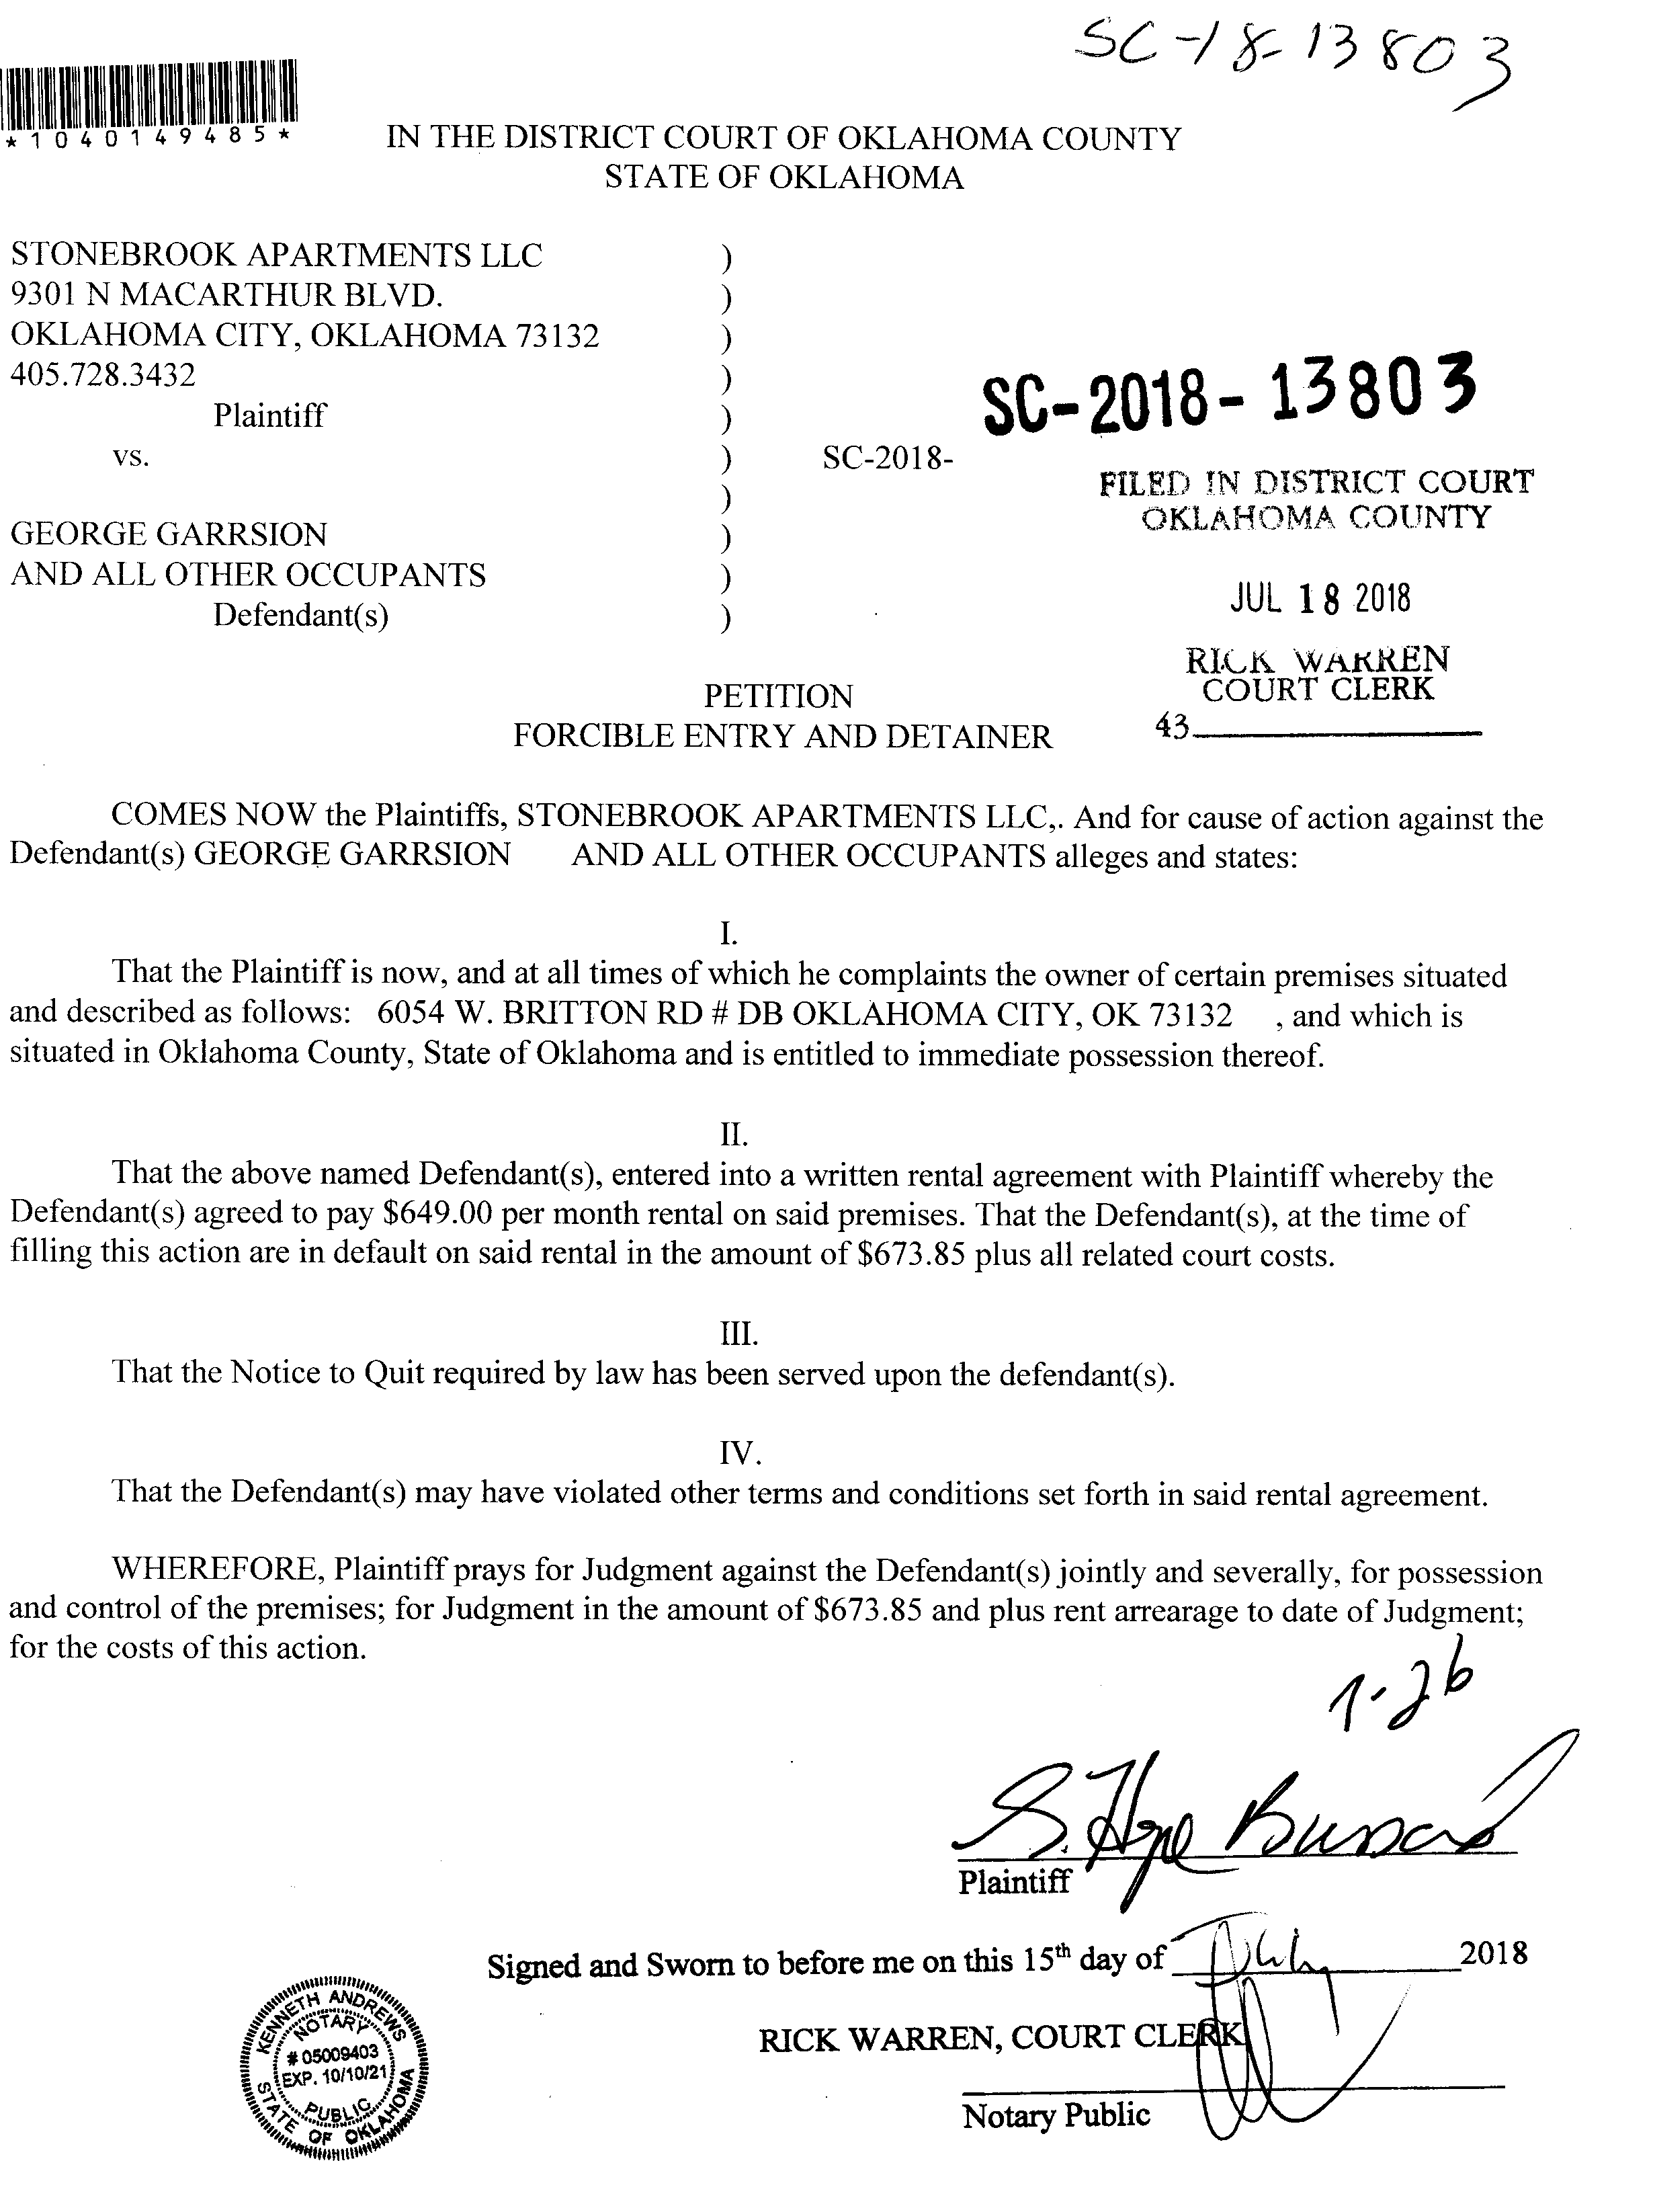 SC-18-13803
*1040149485*
IN THE DISTRICT COURT OF OKLAHOMA COUNTY
STATE OF OKLAHOMA
STONEBROOK APARTMENTS LLC )
9301 N MACARTHUR BLVD. )
OKLAHOMA CITY, OKLAHOMA 73132 )
405.728.3432 )
Plaintiff )
vs. ) SC-2018-
SC-2018-13803
)
GEORGE GARRSION )
AND ALL OTHER OCCUPANTS )
Defendant(s) )
FILED IN DISTRICT COURT
OKLAHOMA COUNTY
JUL 18 2018
RICK WARREN
COURT CLERK
43
PETITION
FORCIBLE ENTRY AND DETAINER
COMES NOW the Plaintiffs, STONEBROOK APARTMENTS LLC,. And for cause of action against the
Defendant(s) GEORGE GARRSION AND ALL OTHER OCCUPANTS alleges and states:
I.
That the Plaintiff is now, and at all times of which he complaints the owner of certain premises situated
and described as follows: 6054 W. BRITTON RD # DB OKLAHOMA CITY, OK 73132 , and which is
situated in Oklahoma County, State of Oklahoma and is entitled to immediate possession thereof.
II.
That the above named Defendant(s), entered into a written rental agreement with Plaintiff whereby the
Defendant(s) agreed to pay $649.00 per month rental on said premises. That the Defendant(s), at the time of
filling this action are in default on said rental in the amount of $673.85 plus all related court costs.
III.
That the Notice to Quit required by law has been served upon the defendant(s).
IV.
That the Defendant(s) may have violated other terms and conditions set forth in said rental agreement.
WHEREFORE, Plaintiff prays for Judgment against the Defendant(s) jointly and severally, for possession
and control of the premises; for Judgment in the amount of $673.85 and plus rent arrearage to date of Judgment;
for the costs of this action.
7-26
S. Hope
Plaintiff
Signed and Sworn to before me on this 15th day of July 2018
RICK WARREN, COURT CLERK
Notary Public
KENNETH ANDREWS
NOTARY
# 05009403
EXP. 10/10/21
PUBLIC
STATE OF OKLAHOMA